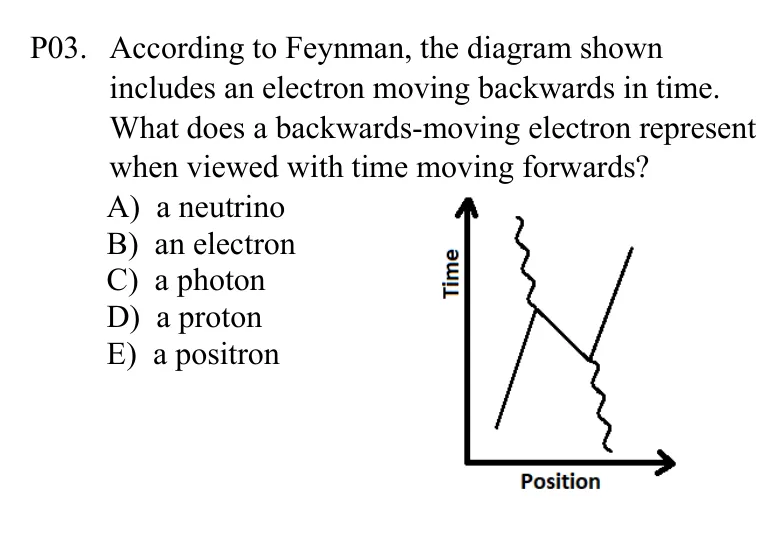 P03. According to Feynman, the diagram shown
includes an electron moving backwards in time.
What does a backwards-moving electron represent
when viewed with time moving forwards?
A) a neutrino
B) an electron
C) a photon
D) a proton
E) a positron
Time
Position